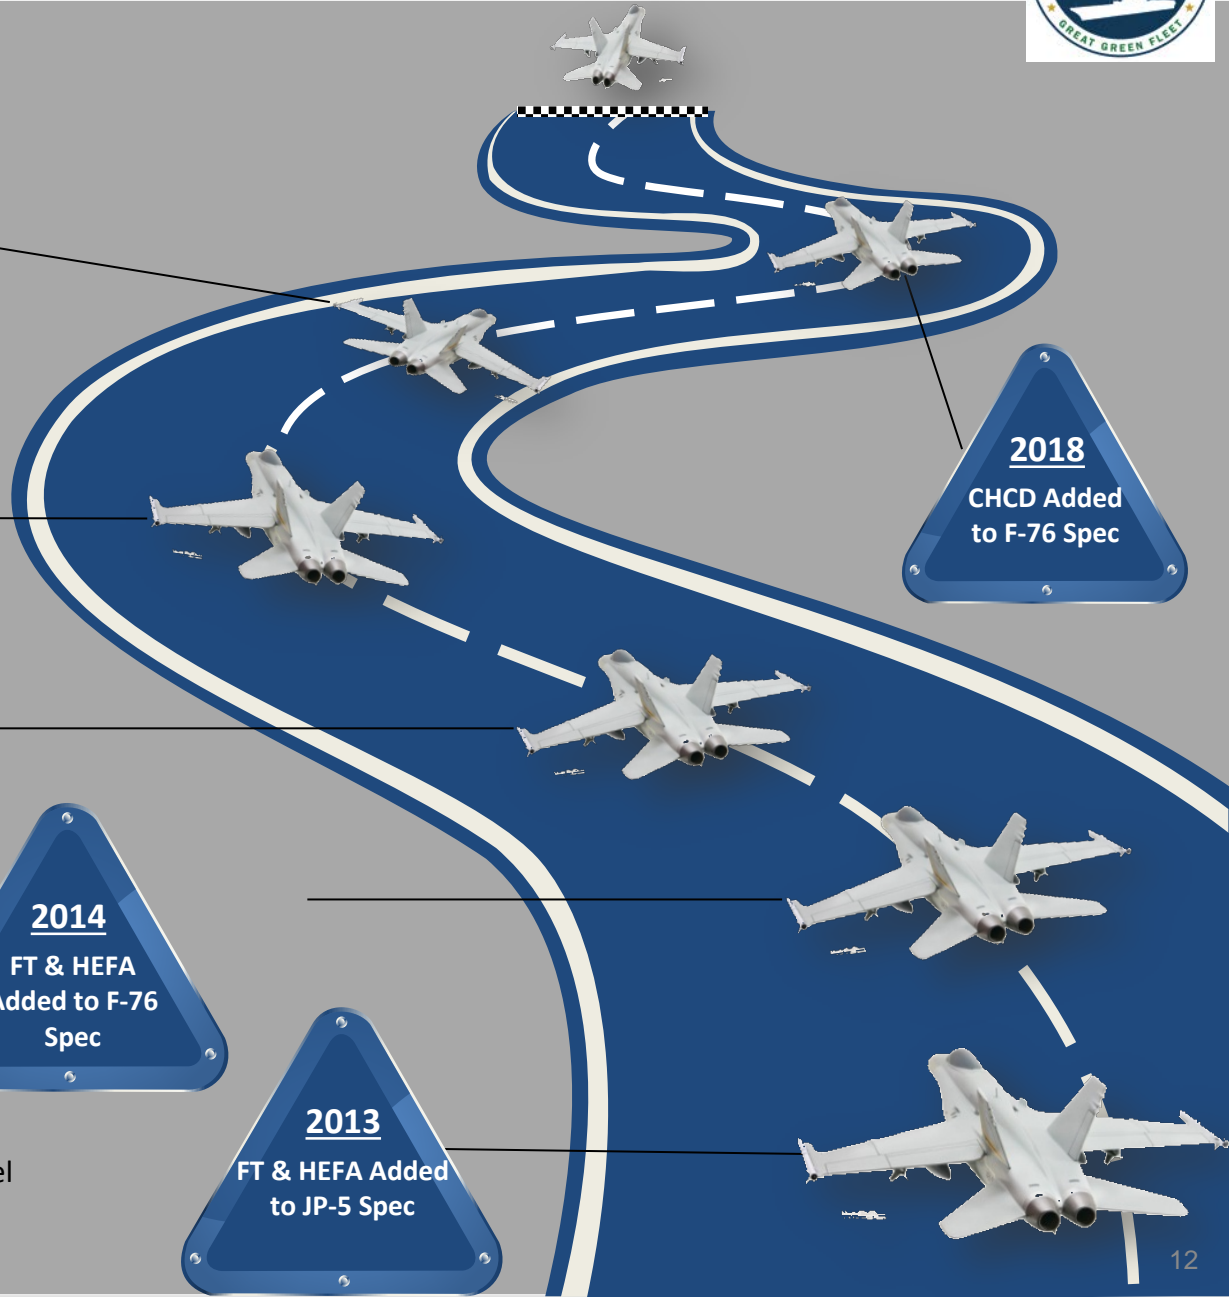 GREAT GREEN FLEET
2018
CHCD Added
to F-76 Spec
2014
FT & HEFA
Added to F-76
Spec
2013
FT & HEFA Added
to JP-5 Spec
el
12